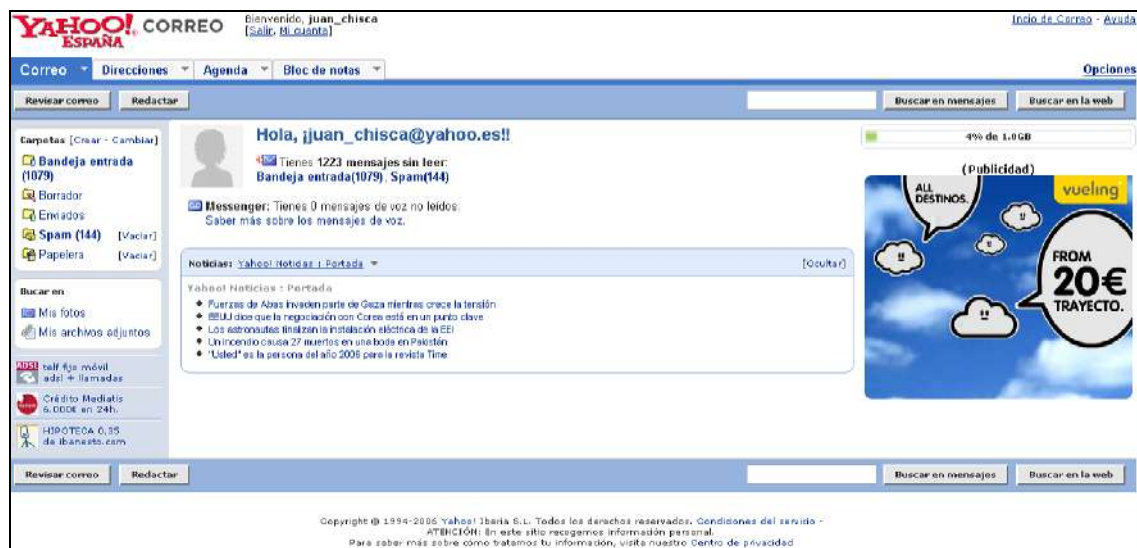 YAHOO! CORREO
ESPAÑA
Bienvenido, juan_chisca
[Salir, Mi cuenta]
Incio de Correo - Ayuda
Correo Direcciones Agenda Bloc de notas
Opciones
Revisar correo Redactar Buscar en mensajes Buscar en la web
Carpetas [Crear - Cambiar]
Bandeja entrada
(1079)
Borrador
Enviados
Spam (144) [Vaciar]
Papelera [Vaciar]
Bucar en
Mis fotos
Mis archivos adjuntos
ADSL telf fijo móvil
adsl + llamadas
Crédito Mediatis
6.000€ en 24h.
HIPOTECA 0,35
de ibanesto.com
Hola, ¡juan_chisca@yahoo.es!!
Tienes 1223 mensajes sin leer:
Bandeja entrada(1079), Spam(144)
Messenger: Tienes 0 mensajes de voz no leídos.
Saber más sobre los mensajes de voz.
Noticias: Yahoo! Noticias : Portada [Ocultar]
Yahoo! Noticias : Portada
Fuerzas de Abas invaden parte de Gaza mientras crece la tensión
EEUU dice que la negociación con Corea está en un punto clave
Los astronautas finalizan la instalación eléctrica de la EEI
Un incendio causa 27 muertos en una boda en Pakistán
"Usted" es la persona del año 2006 para la revista Time
4% de 1.0GB
(Publicidad)
ALL
DESTINOS.
vueling
FROM
20€
TRAYECTO.
Revisar correo Redactar Buscar en mensajes Buscar en la web
Copyright © 1994-2006 Yahoo! Iberia S.L. Todos los derechos reservados. Condiciones del servicio -
ATENCIÓN: En este sitio recogemos información personal.
Para saber más sobre cómo tratamos tu información, visita nuestro Centro de privacidad